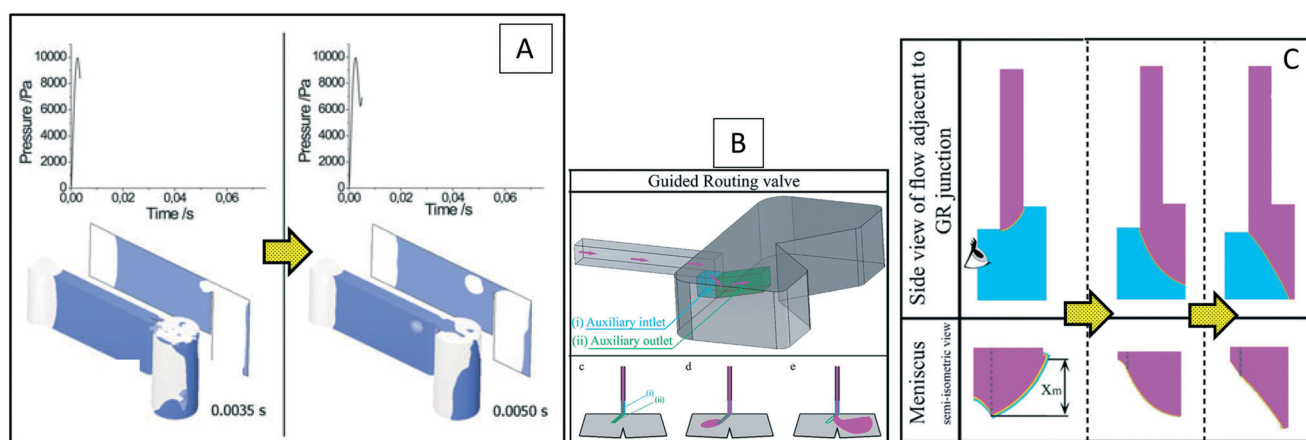 A
Pressure /Pa
10000
8000
6000
4000
2000
0
0.00 0,02 0,04 0,06
Time /s
0.0035 s
Pressure /Pa
10000
8000
6000
4000
2000
0
0.00 0,02 0,04 0,06
Time /s
0.0050 s
B
Guided Routing valve
(i) Auxiliary intlet
(ii) Auxiliary outlet
c
(i)
(ii)
d
e
C
Side view of flow adjacent to
GR junction
Meniscus
semi-isometric view
Xm